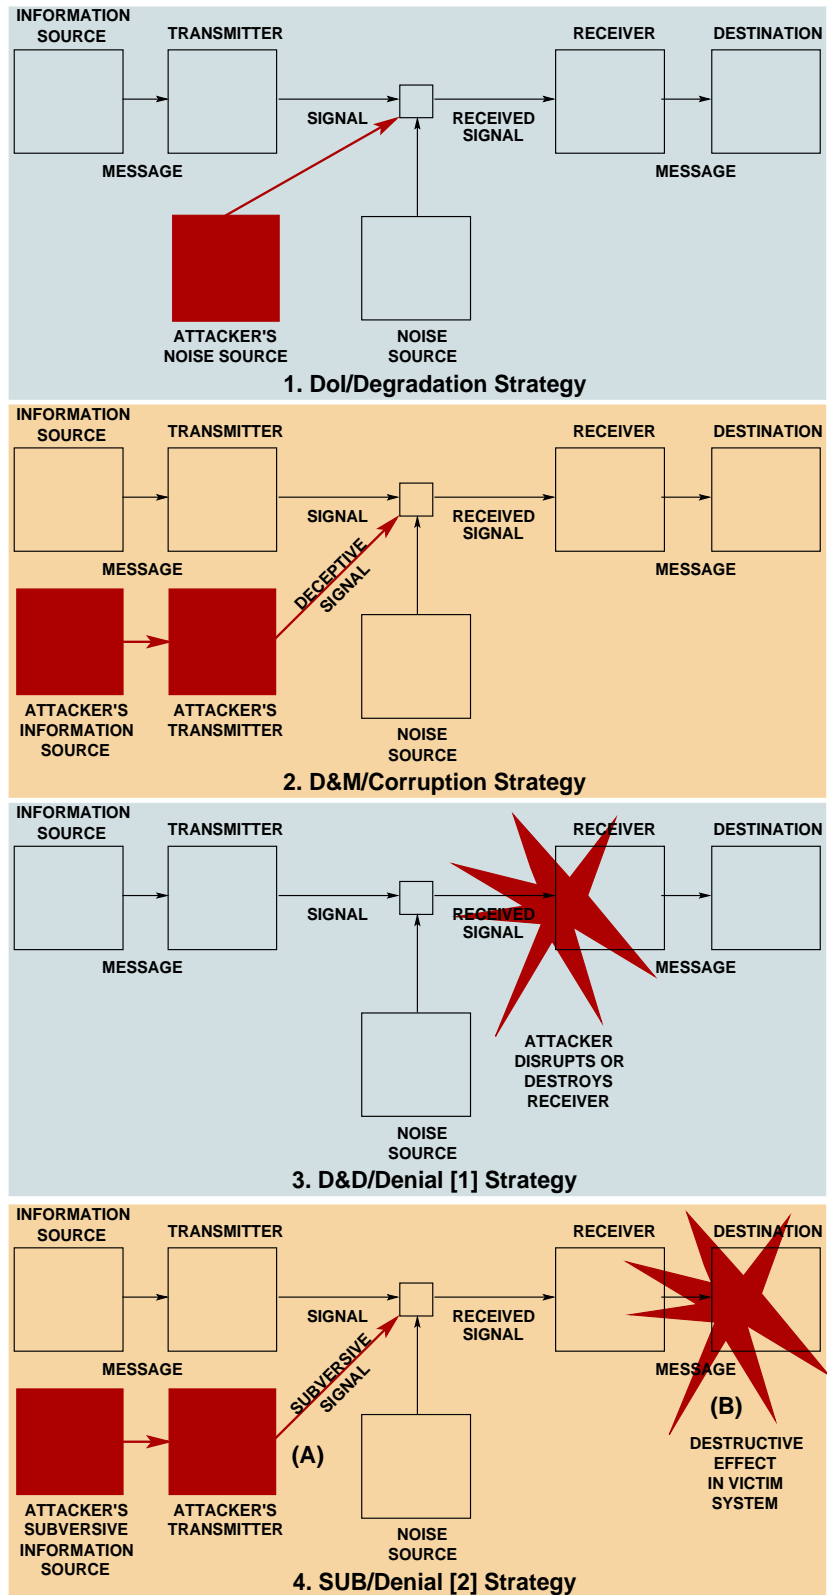 INFORMATION
SOURCE
TRANSMITTER
RECEIVER
DESTINATION
SIGNAL
RECEIVED
SIGNAL
MESSAGE
MESSAGE
ATTACKER'S
NOISE SOURCE
NOISE
SOURCE
1. DoI/Degradation Strategy
INFORMATION
SOURCE
TRANSMITTER
RECEIVER
DESTINATION
SIGNAL
RECEIVED
SIGNAL
MESSAGE
MESSAGE
DECEPTIVE
SIGNAL
ATTACKER'S
INFORMATION
SOURCE
ATTACKER'S
TRANSMITTER
NOISE
SOURCE
2. D&M/Corruption Strategy
INFORMATION
SOURCE
TRANSMITTER
RECEIVER
DESTINATION
SIGNAL
RECEIVED
SIGNAL
MESSAGE
MESSAGE
ATTACKER
DISRUPTS OR
DESTROYS
RECEIVER
NOISE
SOURCE
3. D&D/Denial [1] Strategy
INFORMATION
SOURCE
TRANSMITTER
RECEIVER
DESTINATION
SIGNAL
RECEIVED
SIGNAL
MESSAGE
MESSAGE
SUBVERSIVE
SIGNAL
(A)
(B)
DESTRUCTIVE
EFFECT
IN VICTIM
SYSTEM
ATTACKER'S
SUBVERSIVE
INFORMATION
SOURCE
ATTACKER'S
TRANSMITTER
NOISE
SOURCE
4. SUB/Denial [2] Strategy